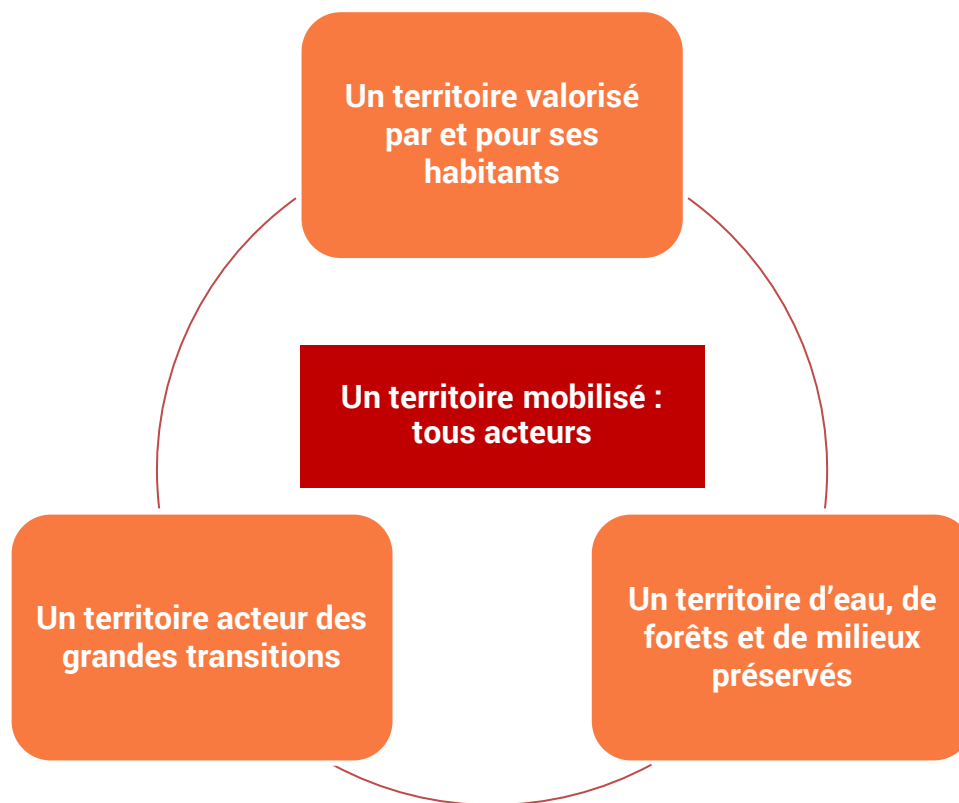 Un territoire valorisé
par et pour ses
habitants
Un territoire mobilisé :
tous acteurs
Un territoire acteur des
grandes transitions
Un territoire d’eau, de
forêts et de milieux
préservés